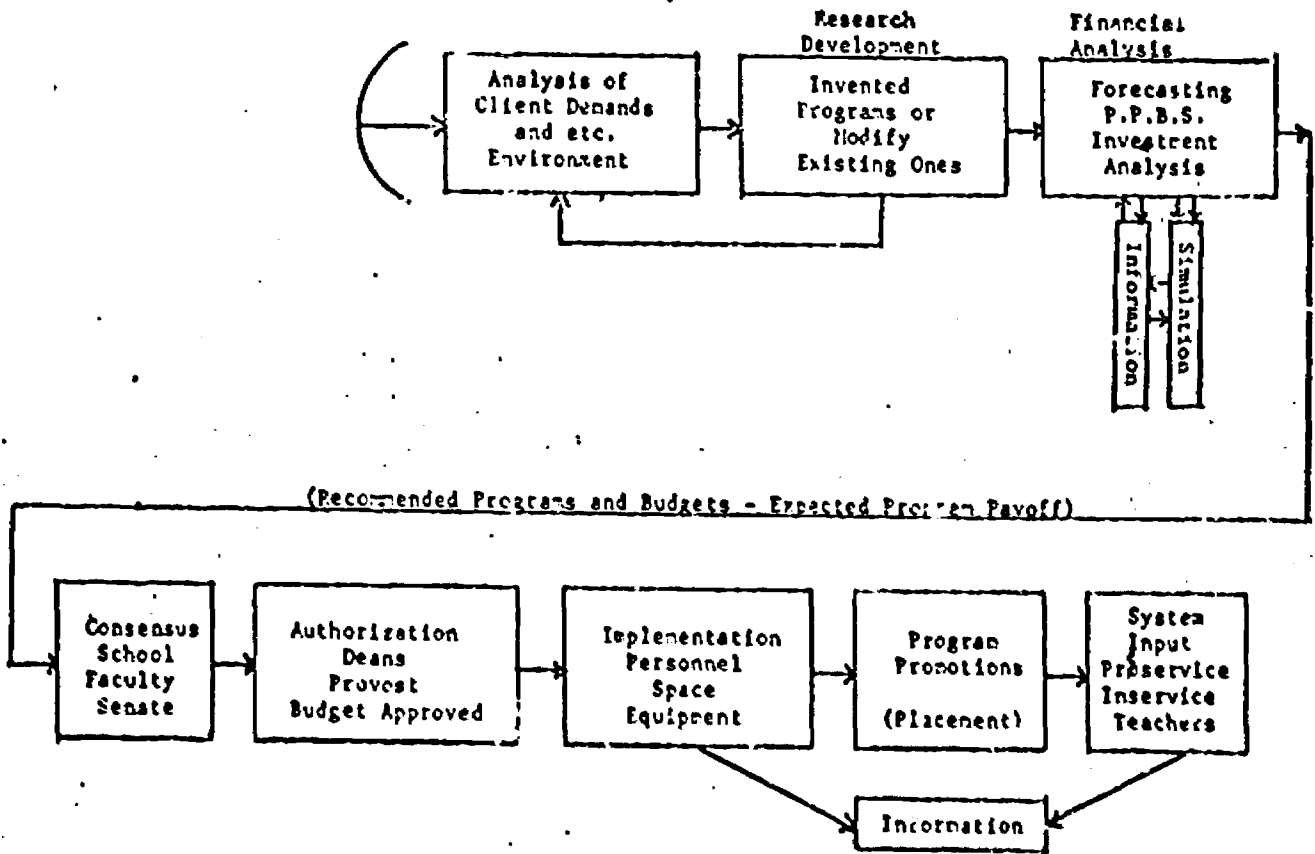 Analysis of
Client Demands
and etc.
Environment
Research
Development
Invented
Programs or
Modify
Existing Ones
Financial
Analysis
Forecasting
P.P.B.S.
Investment
Analysis
Information
Simulation
(Recommended Programs and Budgets - Expected Program Payoff)
Consensus
School
Faculty
Senate
Authorization
Deans
Provost
Budget Approved
Implementation
Personnel
Space
Equipment
Program
Promotions
(Placement)
System
Input
Preservice
Inservice
Teachers
Information